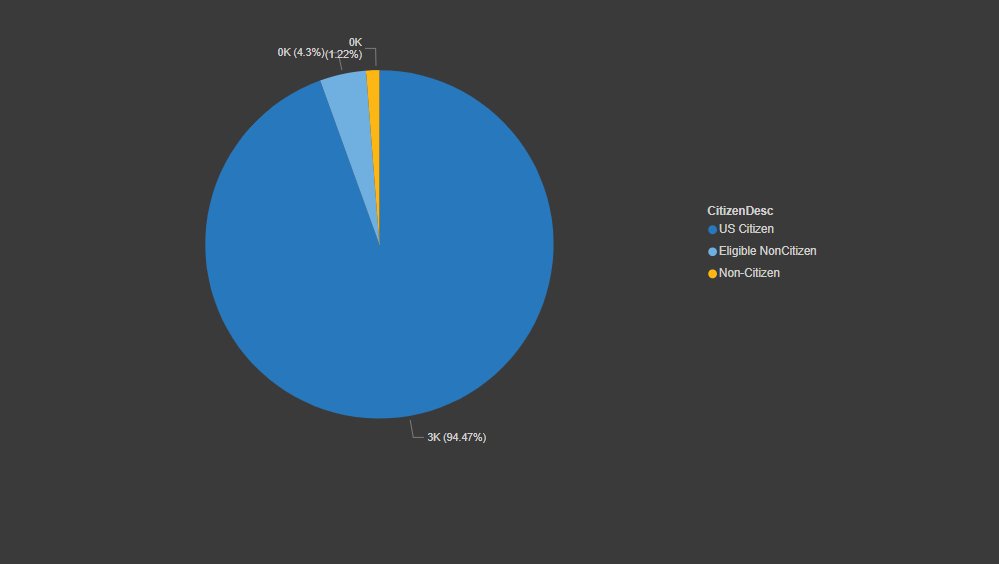 0K
0K (4.3%)
(1.22%)
CitizenDesc
US Citizen
Eligible NonCitizen
Non-Citizen
3K (94.47%)